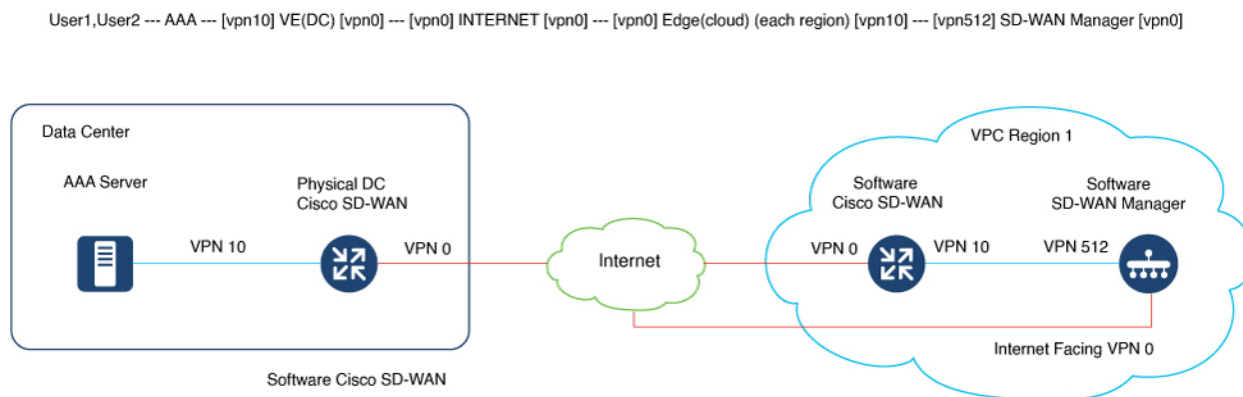 User1,User2 --- AAA --- [vpn10] VE(DC) [vpn0] --- [vpn0] INTERNET [vpn0] --- [vpn0] Edge(cloud) (each region) [vpn10] --- [vpn512] SD-WAN Manager [vpn0]
Data Center
AAA Server
VPN 10
Physical DC
Cisco SD-WAN
VPN 0
Internet
VPC Region 1
VPN 0
Software
Cisco SD-WAN
VPN 10
VPN 512
Software
SD-WAN Manager
Internet Facing VPN 0
Software Cisco SD-WAN